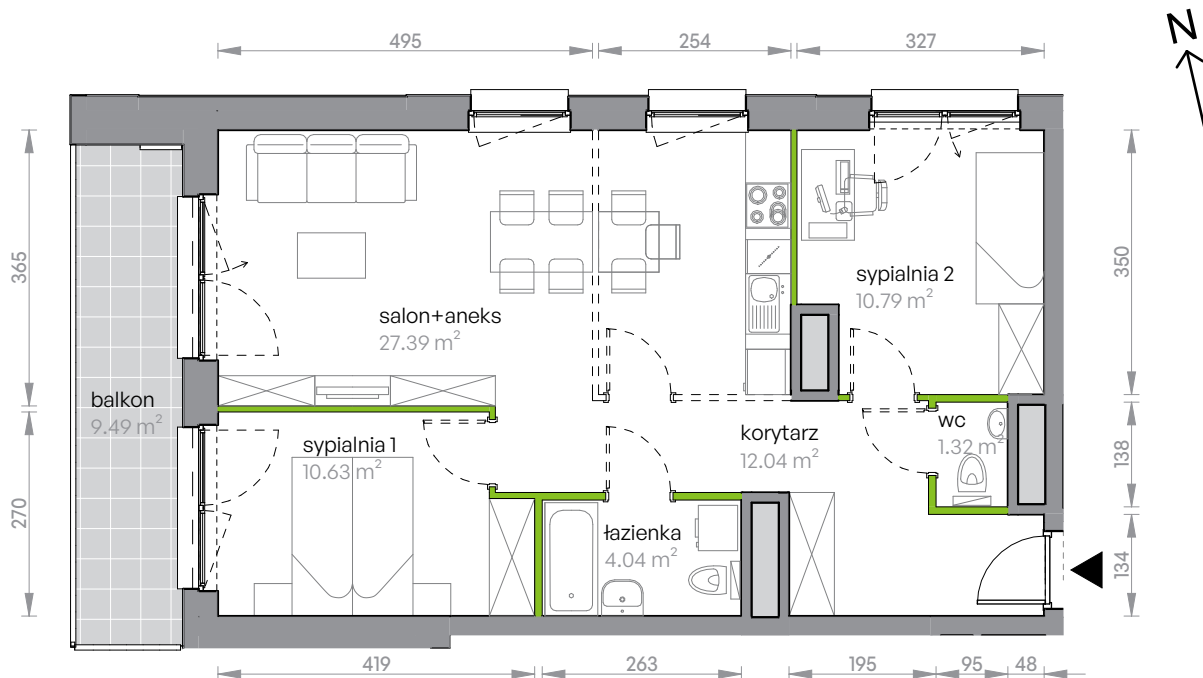 495
254
327
N
365
270
350
138
134
salon+aneks
27.39 m²
sypialnia 2
10.79 m²
balkon
9.49 m²
sypialnia 1
10.63 m²
korytarz
12.04 m²
wc
1.32 m²
łazienka
4.04 m²
419
263
195
95
48